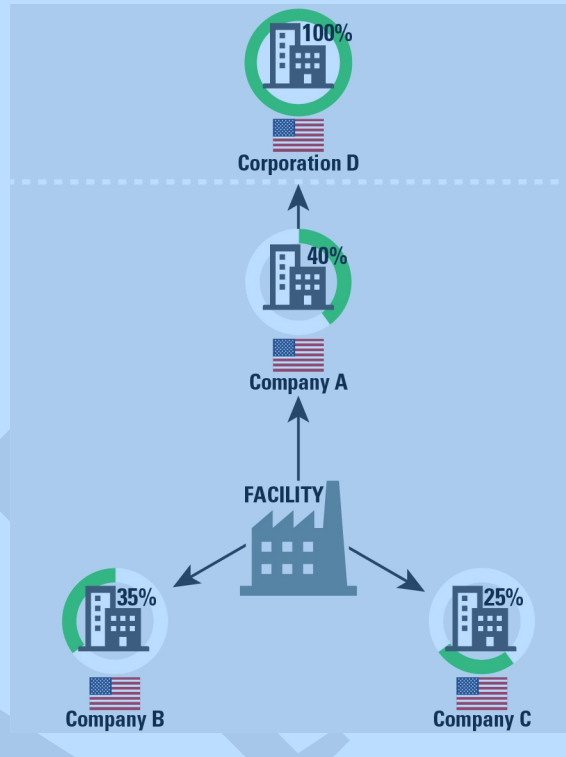 100%
Corporation D
40%
Company A
FACILITY
35%
25%
Company B
Company C